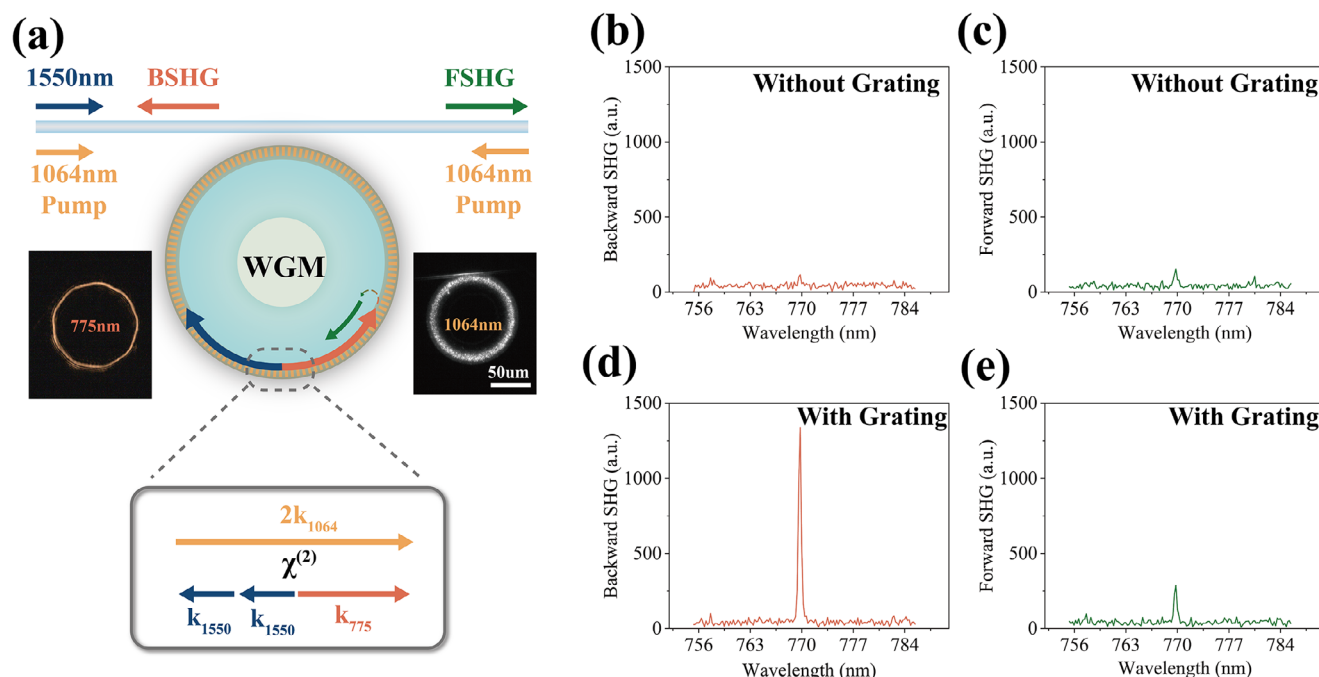 (a)
1550nm
BSHG
FSHG
1064nm
Pump
1064nm
Pump
WGM
775nm
1064nm
50um
2k1064
χ(2)
k1550
k1550
k775
(b)
Without Grating
Backward SHG (a.u.)
1500
1000
500
0
756
763
770
777
784
Wavelength (nm)
(c)
Without Grating
Forward SHG (a.u.)
1500
1000
500
0
756
763
770
777
784
Wavelength (nm)
(d)
With Grating
Backward SHG (a.u.)
1500
1000
500
0
756
763
770
777
784
Wavelength (nm)
(e)
With Grating
Forward SHG (a.u.)
1500
1000
500
0
756
763
770
777
784
Wavelength (nm)